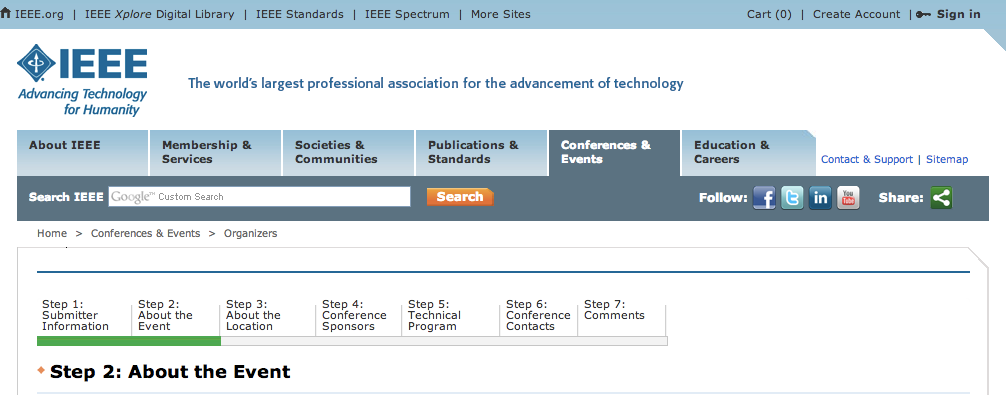 IEEE.org | IEEE Xplore Digital Library | IEEE Standards | IEEE Spectrum | More Sites
Cart (0) | Create Account | Sign in
IEEE
Advancing Technology
for Humanity
The world's largest professional association for the advancement of technology
About IEEE
Membership &
Services
Societies &
Communities
Publications &
Standards
Conferences &
Events
Education &
Careers
Contact & Support | Sitemap
Search IEEE
Google™ Custom Search
Search
Follow:
f
t
in
You
Tube
Share:
Home > Conferences & Events > Organizers
Step 1:
Submitter
Information
Step 2:
About the
Event
Step 3:
About the
Location
Step 4:
Conference
Sponsors
Step 5:
Technical
Program
Step 6:
Conference
Contacts
Step 7:
Comments
Step 2: About the Event